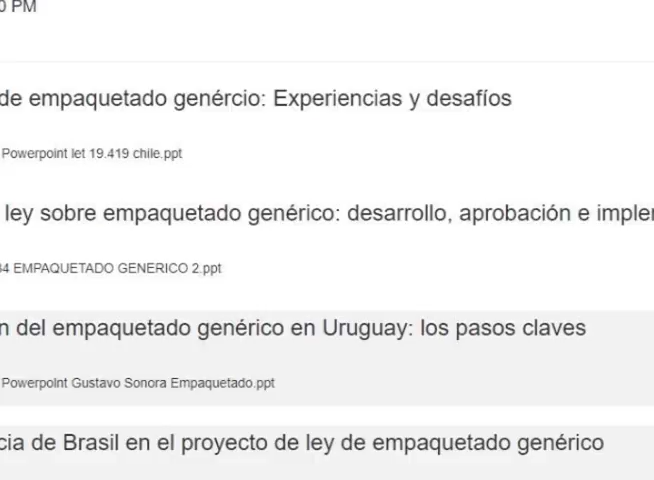 0 PM
de empaquetado genércio: Experiencias y desafíos
Powerpoint let 19.419 chile.ppt
ley sobre empaquetado genérico: desarrollo, aprobación e implem
34 EMPAQUETADO GENERICO 2.ppt
n del empaquetado genérico en Uruguay: los pasos claves
Powerpoint Gustavo Sonora Empaquetado.ppt
cia de Brasil en el proyecto de ley de empaquetado genérico